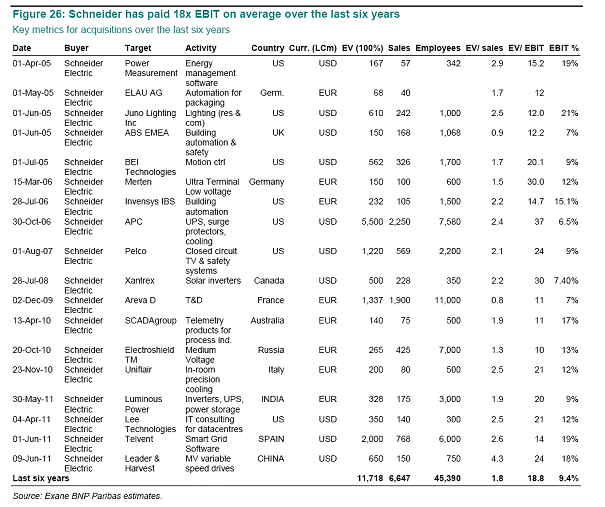 Figure 26: Schneider has paid 18x EBIT on average over the last six years
Key metrics for acquisitions over the last six years
Date Buyer Target Activity Country Curr. (LCm) EV (100%) Sales Employees EV/ sales EV/ EBIT EBIT %
01-Apr-05 Schneider Power Energy US USD 167 57 342 2.9 15.2 19%
Electric Measurement management
software
01-May-05 Schneider ELAU AG Automation for Germ. EUR 68 40 1.7 12
Electric packaging
01-Jun-05 Schneider Juno Lighting Lighting (res & US USD 610 242 1,000 2.5 12.0 21%
Electric Inc com)
01-Jun-05 Schneider ABS EMEA Building UK USD 150 168 1,068 0.9 12.2 7%
Electric automation &
safety
01-Jul-05 Schneider BEI Motion ctrl US USD 562 326 1,700 1.7 20.1 9%
Electric Technologies
15-Mar-06 Schneider Merten Ultra Terminal Germany EUR 150 100 600 1.5 30.0 12%
Electric Low voltage
28-Jul-06 Schneider Invensys IBS Building US EUR 232 105 1,500 2.2 14.7 15.1%
Electric automation
30-Oct-06 Schneider APC UPS, surge US USD 5,500 2,250 7,580 2.4 37 6.5%
Electric protectors,
cooling
01-Aug-07 Schneider Pelco Closed circuit US USD 1,220 569 2,200 2.1 24 9%
Electric TV & safety
systems
28-Jul-08 Schneider Xantrex Solar inverters Canada USD 500 228 350 2.2 30 7.40%
Electric
02-Dec-09 Schneider Areva D T&D France EUR 1,337 1,900 11,000 0.8 11 7%
Electric
13-Apr-10 Schneider SCADAgroup Telemetry Australia EUR 140 75 500 1.9 11 17%
Electric products for
process ind.
20-Oct-10 Schneider Electroshield Medium Russia EUR 265 425 7,000 1.3 10 13%
Electric TM Voltage
23-Nov-10 Schneider Uniflair In-room Italy EUR 200 80 500 2.5 21 12%
Electric precision
cooling
30-May-11 Schneider Luminous Inverters, UPS, INDIA EUR 328 175 3,000 1.9 20 9%
Electric Power power storage
04-Apr-11 Schneider Lee IT consulting US USD 350 140 300 2.5 21 12%
Electric Technologies for datacentres
01-Jun-11 Schneider Telvent Smart Grid SPAIN USD 2,000 768 6,000 2.6 14 19%
Electric Software
09-Jun-11 Schneider Leader & MV variable CHINA USD 650 150 750 4.3 24 18%
Electric Harvest speed drives
Last six years 11,718 6,647 45,390 1.8 18.8 9.4%
Source: Exane BNP Paribas estimates.